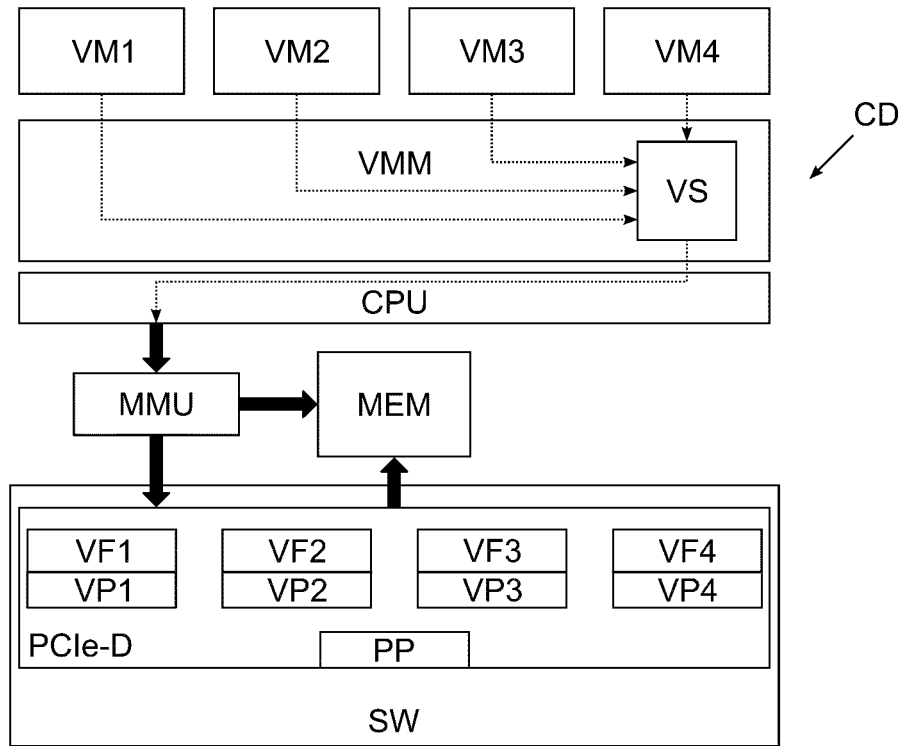 VM1 VM2 VM3 VM4
CD
VMM
VS
CPU
MMU MEM
VF1 VF2 VF3 VF4
VP1 VP2 VP3 VP4
PCIe-D PP
SW